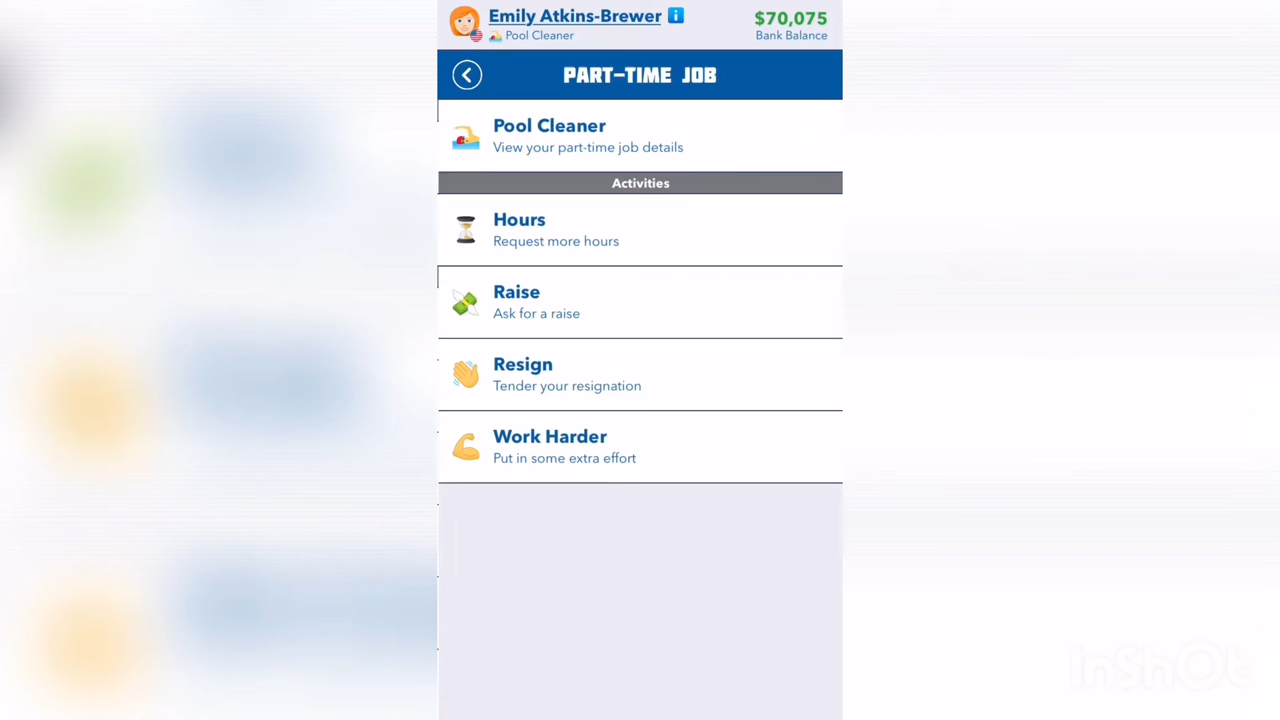 Emily Atkins-Brewer
$70,075
Pool Cleaner
Bank Balance
PART-TIME JOB
Pool Cleaner
View your part-time job details
Activities
Hours
Request more hours
Raise
Ask for a raise
Resign
Tender your resignation
Work Harder
Put in some extra effort
InShOt